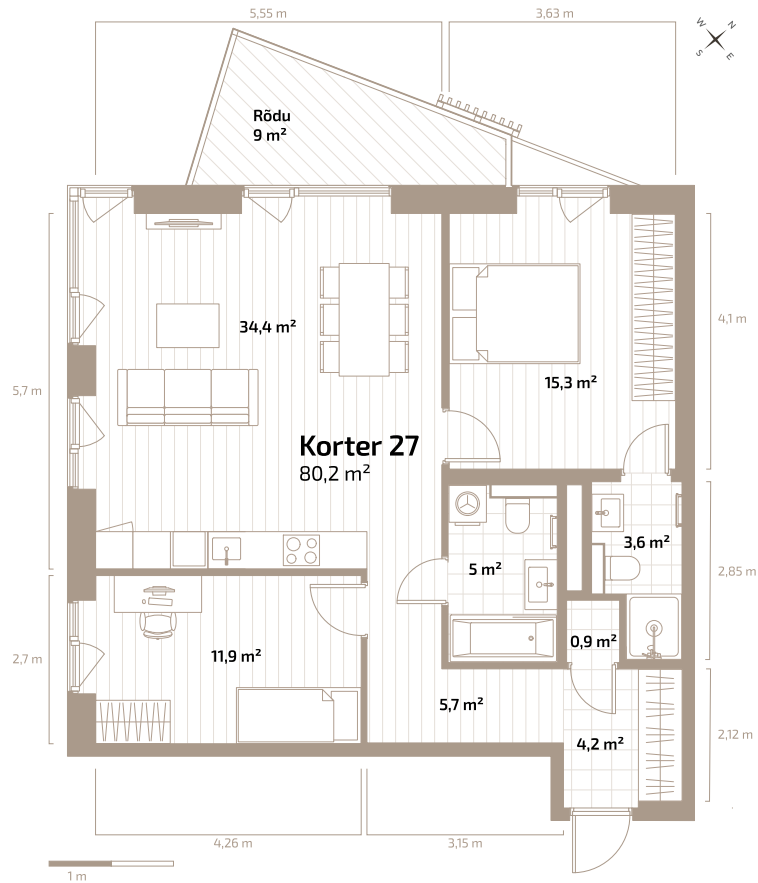 5,55 m
3,63 m
W
N
S
E
Rõdu
9 m²
34,4 m²
4,1 m
15,3 m²
5,7 m
Korter 27
80,2 m²
3,6 m²
5 m²
2,85 m
0,9 m²
11,9 m²
2,7 m
5,7 m²
4,2 m²
2,12 m
4,26 m
3,15 m
1 m